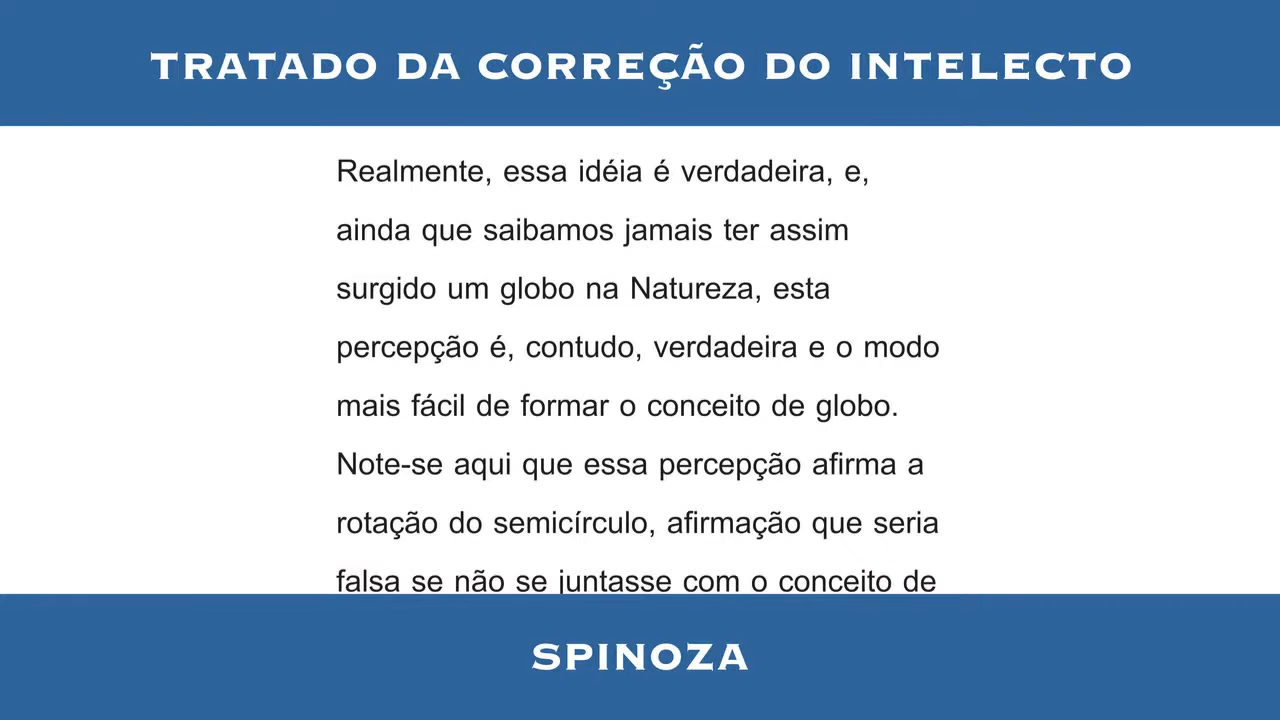 TRATADO DA CORREÇÃO DO INTELECTO
Realmente, essa idéia é verdadeira, e,
ainda que saibamos jamais ter assim
surgido um globo na Natureza, esta
percepção é, contudo, verdadeira e o modo
mais fácil de formar o conceito de globo.
Note-se aqui que essa percepção afirma a
rotação do semicírculo, afirmação que seria
falsa se não se juntasse com o conceito de
SPINOZA